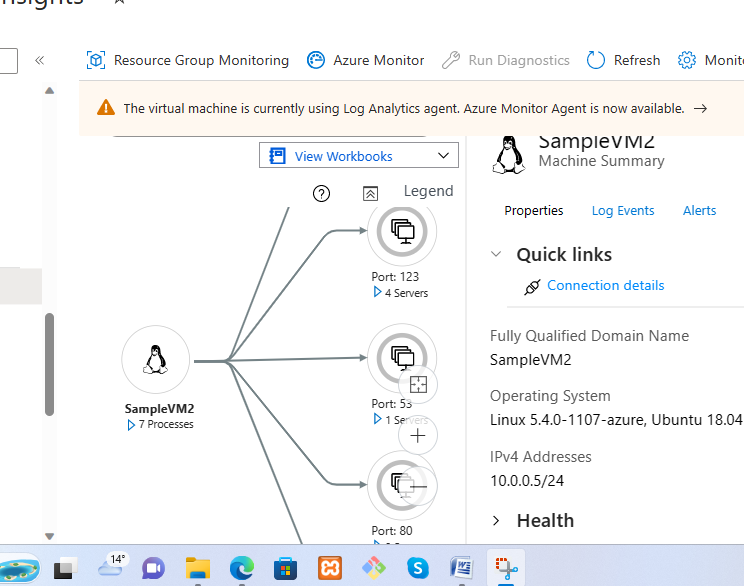 Resource Group Monitoring
Azure Monitor
Run Diagnostics
Refresh
The virtual machine is currently using Log Analytics agent. Azure Monitor Agent is now available. →
View Workbooks
Legend
Port: 123
4 Servers
SampleVM2
7 Processes
Port: 53
1 Servers
Port: 80
SampleVM2
Machine Summary
Properties
Log Events
Alerts
Quick links
Connection details
Fully Qualified Domain Name
SampleVM2
Operating System
Linux 5.4.0-1107-azure, Ubuntu 18.04
IPv4 Addresses
10.0.0.5/24
Health
14°